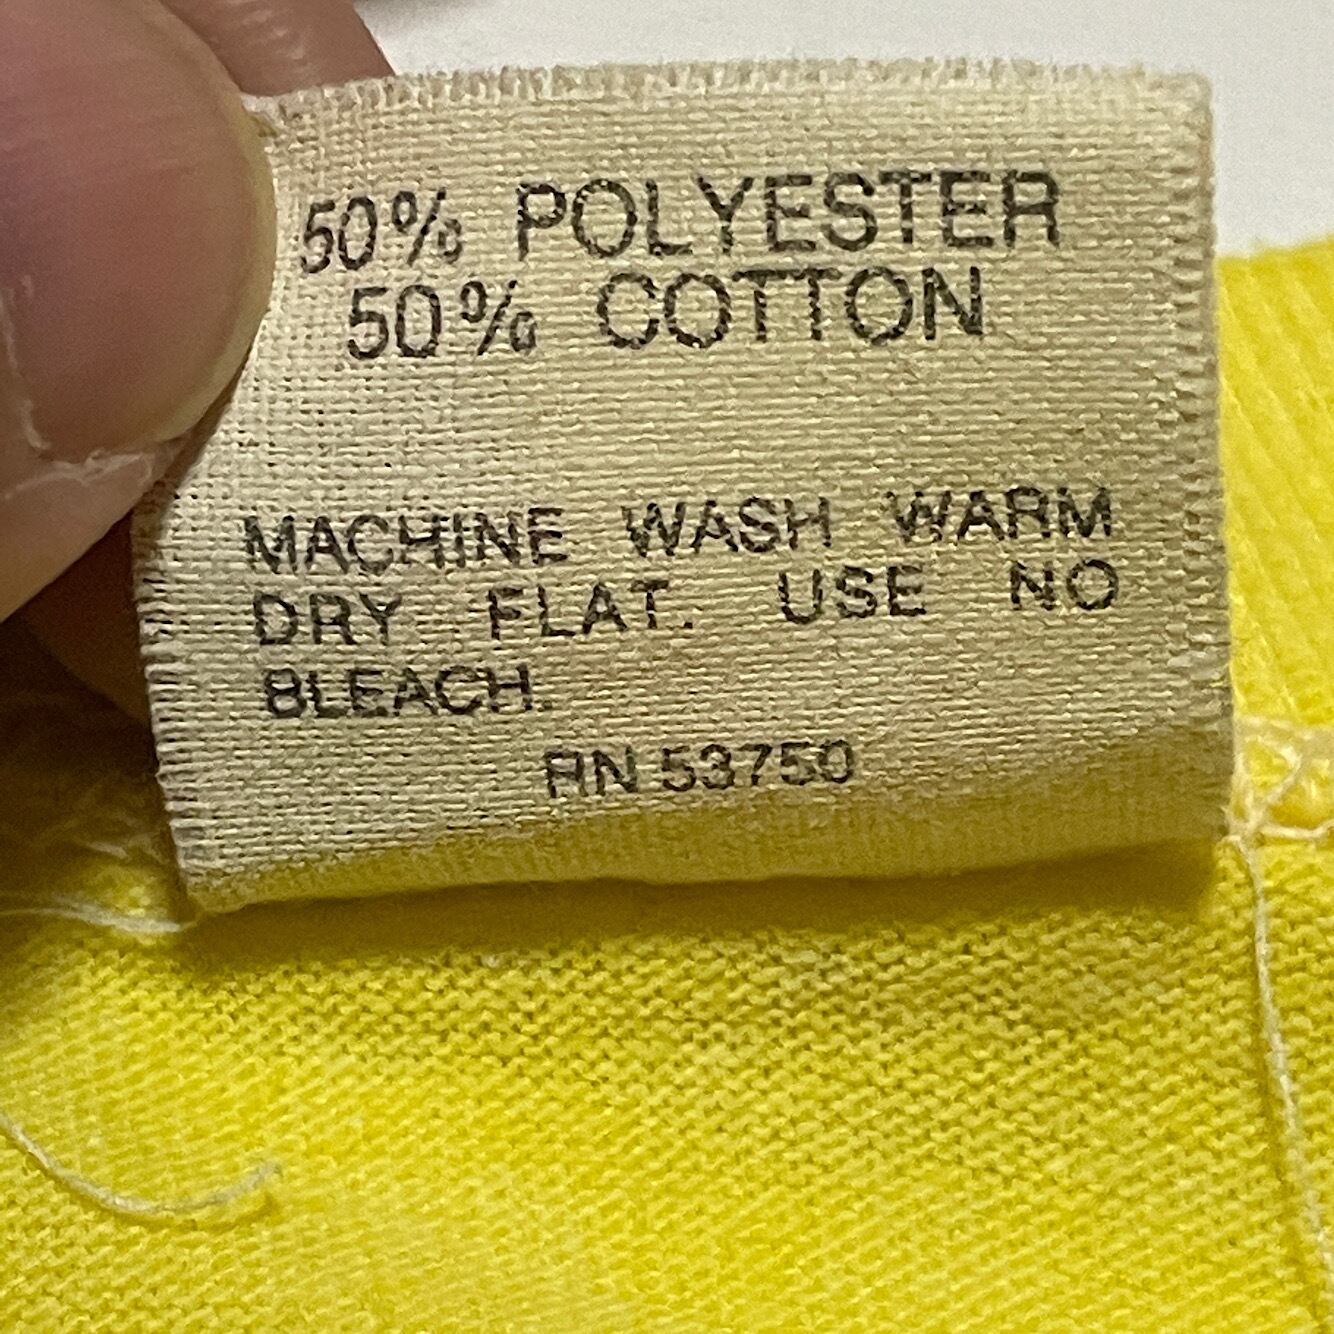 50% POLYESTER
50% COTTON
MACHINE WASH WARM
DRY FLAT. USE NO
BLEACH.
RN 53750